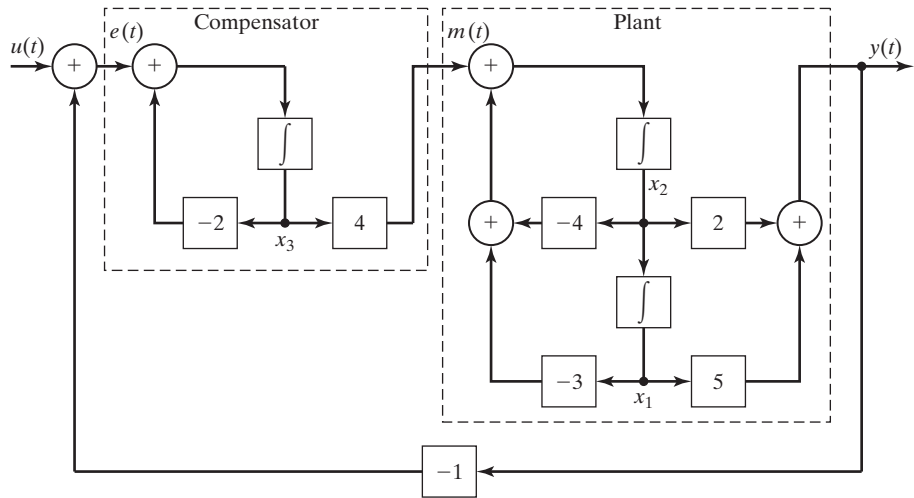 Compensator
Plant
u(t)
+
e(t)
+
m(t)
+
y(t)
∫
∫
x₂
−2
4
x₃
+
−4
2
+
∫
−3
5
x₁
−1